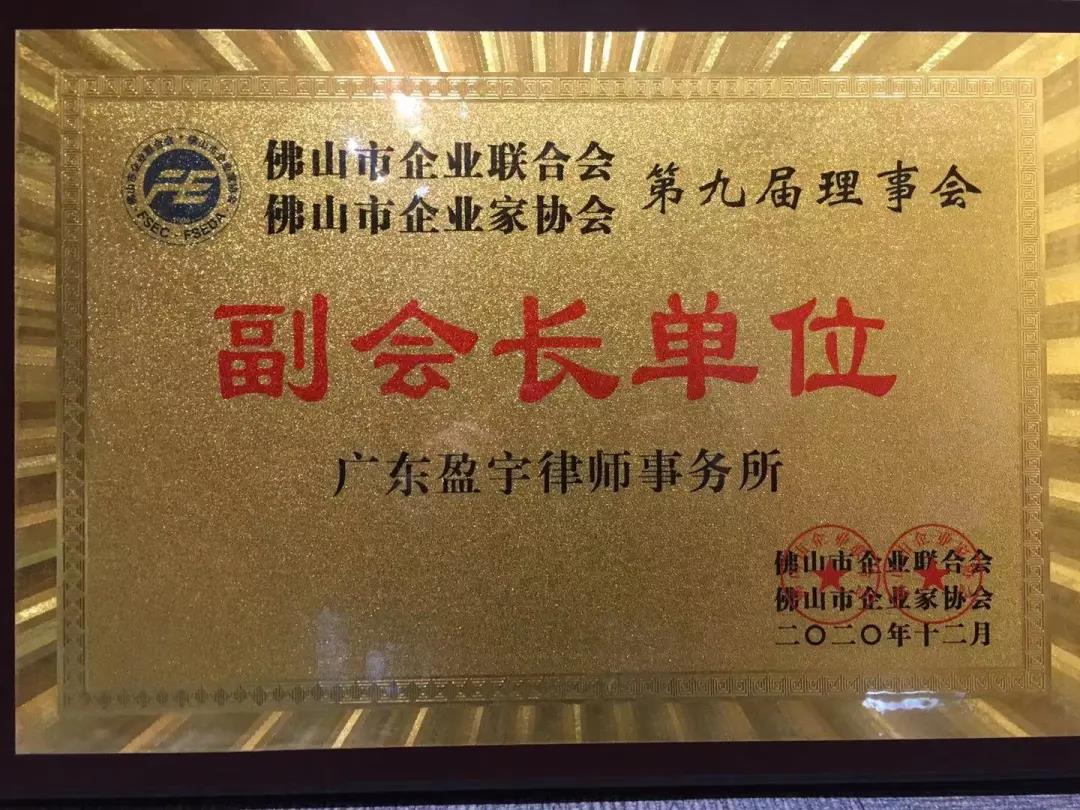 佛山市企业联合会
佛山市企业家协会
第九届理事会
FSEC FSEDA
副会长单位
广东盈宇律师事务所
佛山市企业联合会
佛山市企业家协会
二〇二〇年十二月